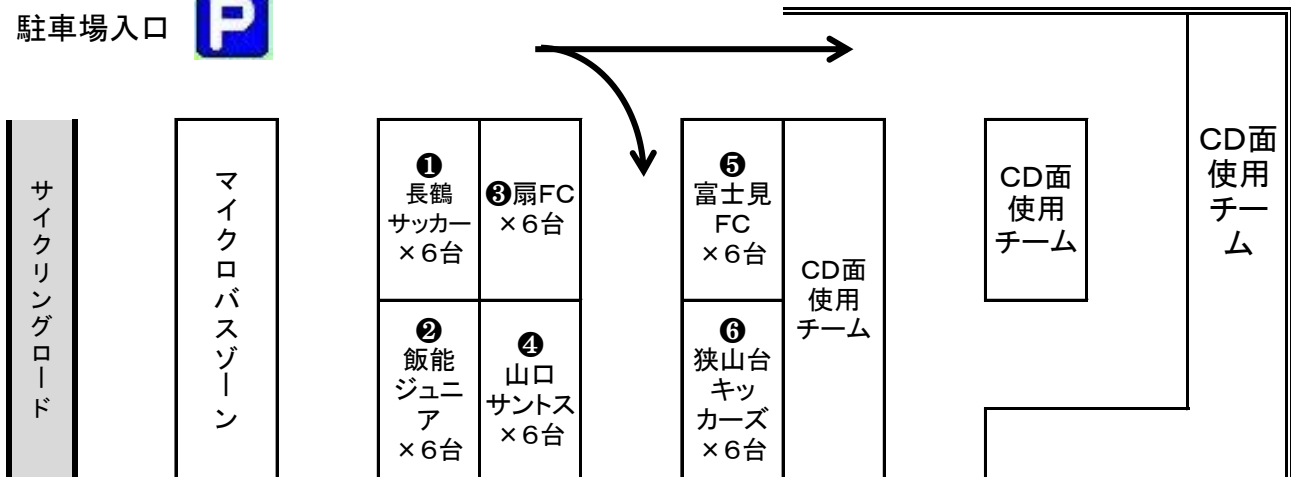 駐車場入口
P
サイクリングロード
マイクロバスゾーン
❶
長鶴
サッカー
×6台
❸扇FC
×6台
❷
飯能
ジュニ
ア
×6台
❹
山口
サントス
×6台
❺
富士見
FC
×6台
❻
狭山台
キッ
カーズ
×6台
CD面
使用
チーム
CD面
使用
チーム
CD面
使用
チー
ム